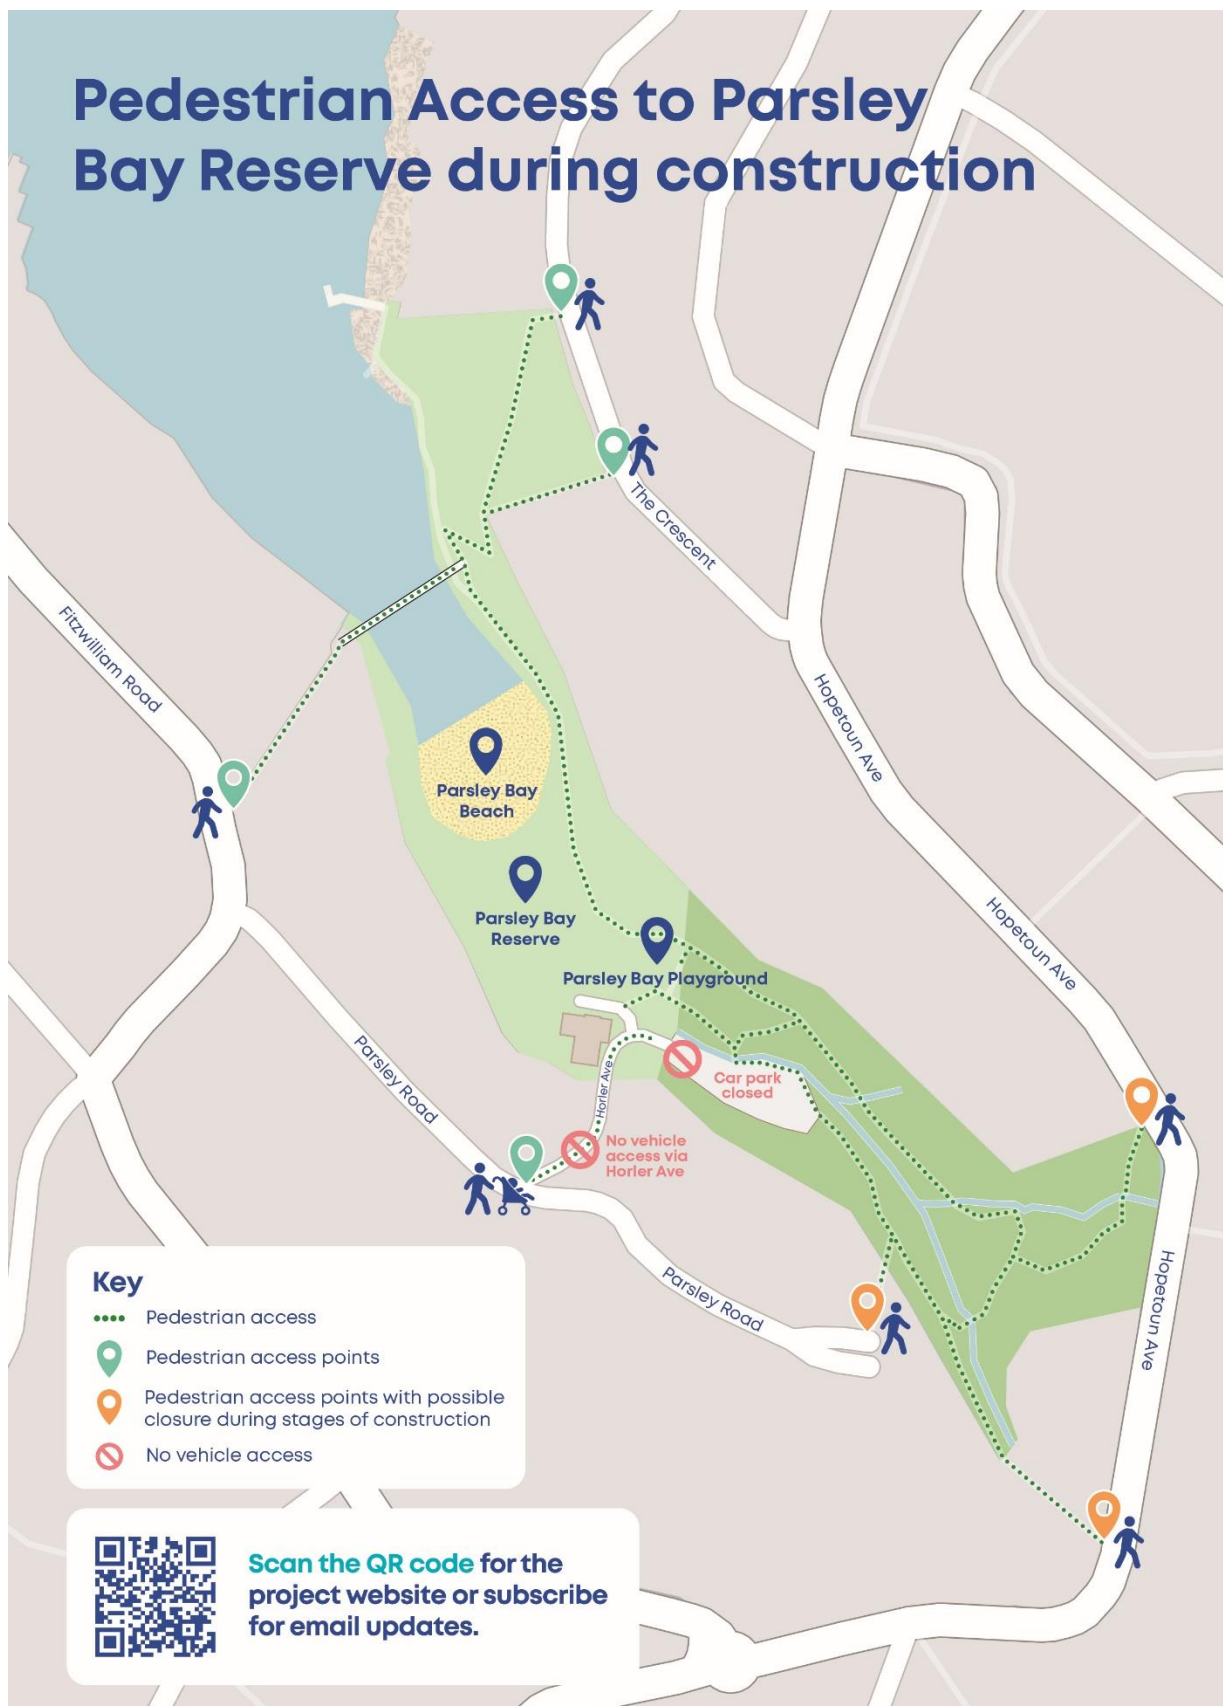 Pedestrian Access to Parsley
Bay Reserve during construction
The Crescent
Fitzwilliam Road
Hopetoun Ave
Parsley Bay
Beach
Parsley Bay
Reserve
Hopetoun Ave
Parsley Bay Playground
Parsley Road
Horler Ave
Car park
closed
No vehicle
access via
Horler Ave
Parsley Road
Hopetoun Ave
Key
Pedestrian access
Pedestrian access points
Pedestrian access points with possible
closure during stages of construction
No vehicle access
Scan the QR code for the
project website or subscribe
for email updates.